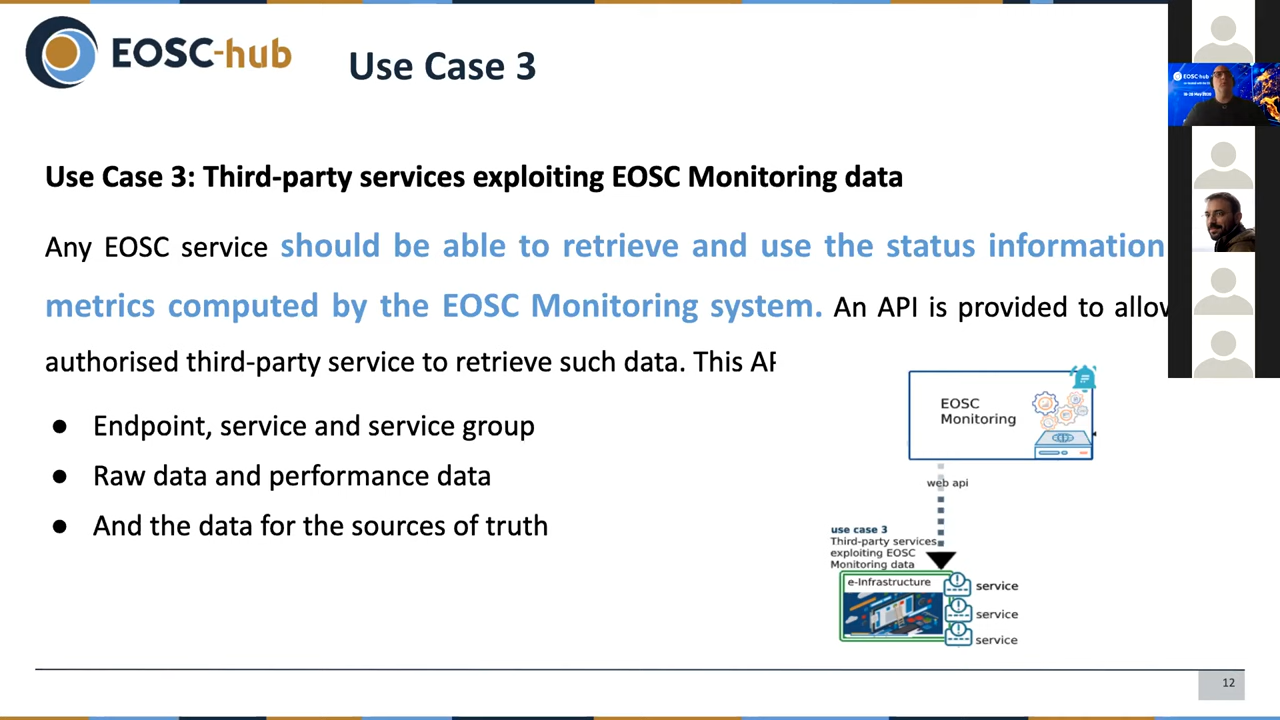 EOSC-hub
Use Case 3
Use Case 3: Third-party services exploiting EOSC Monitoring data
Any EOSC service should be able to retrieve and use the status information
metrics computed by the EOSC Monitoring system. An API is provided to allow
authorised third-party service to retrieve such data. This AP
● Endpoint, service and service group
● Raw data and performance data
● And the data for the sources of truth
EOSC
Monitoring
web api
use case 3
Third-party services
exploiting EOSC
Monitoring data
e-Infrastructure
service
service
service
12
EOSC-hub